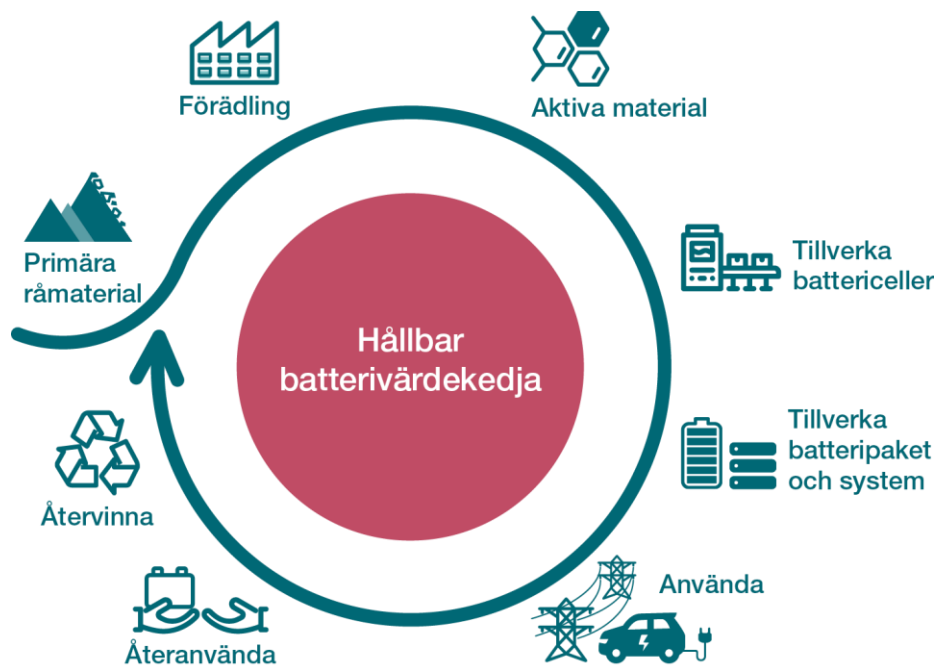 Hållbar
batterivärdekedja
Primära
råmaterial
Förädling
Aktiva material
Tillverka
battericeller
Tillverka
batteripaket
och system
Använda
Återanvända
Återvinna